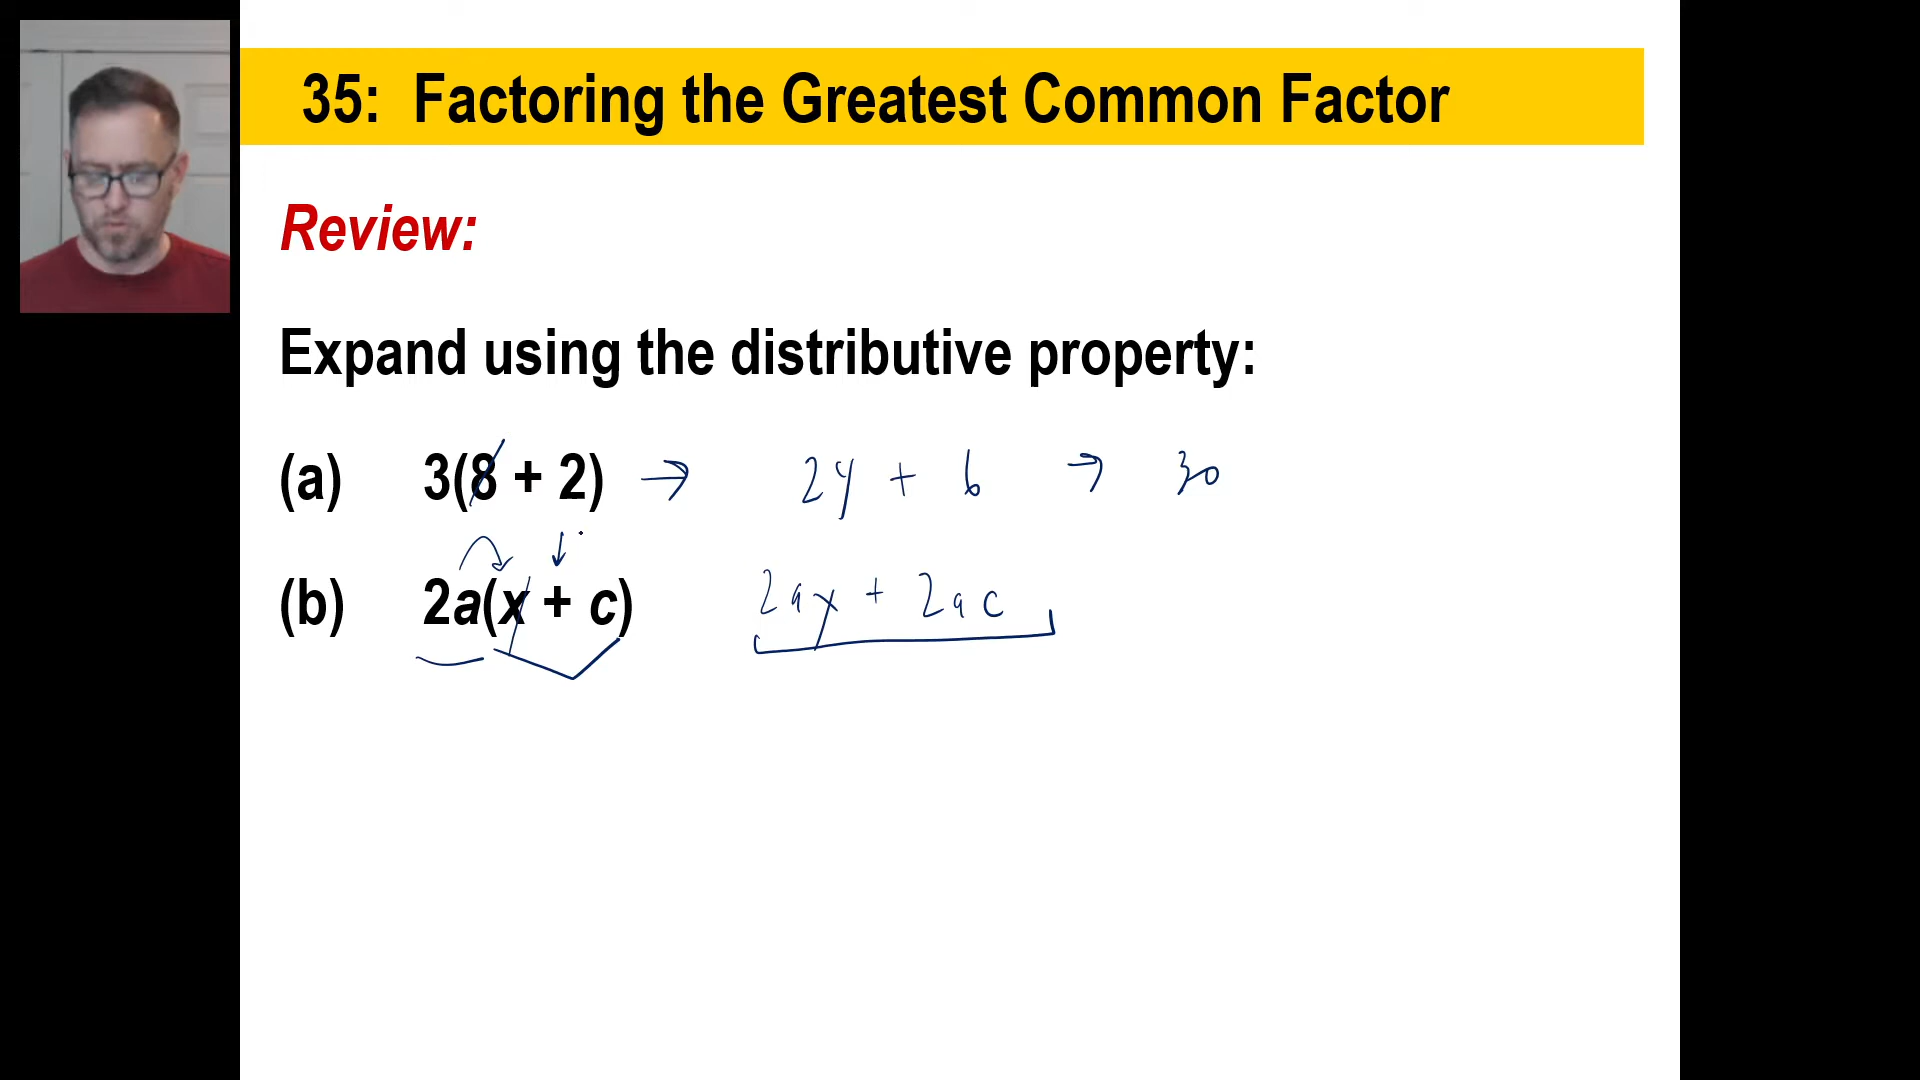 35: Factoring the Greatest Common Factor
Review:
Expand using the distributive property:
(a) 3(8 + 2) → 24 + 6 → 30
(b) 2a(x + c) 2ax + 2ac